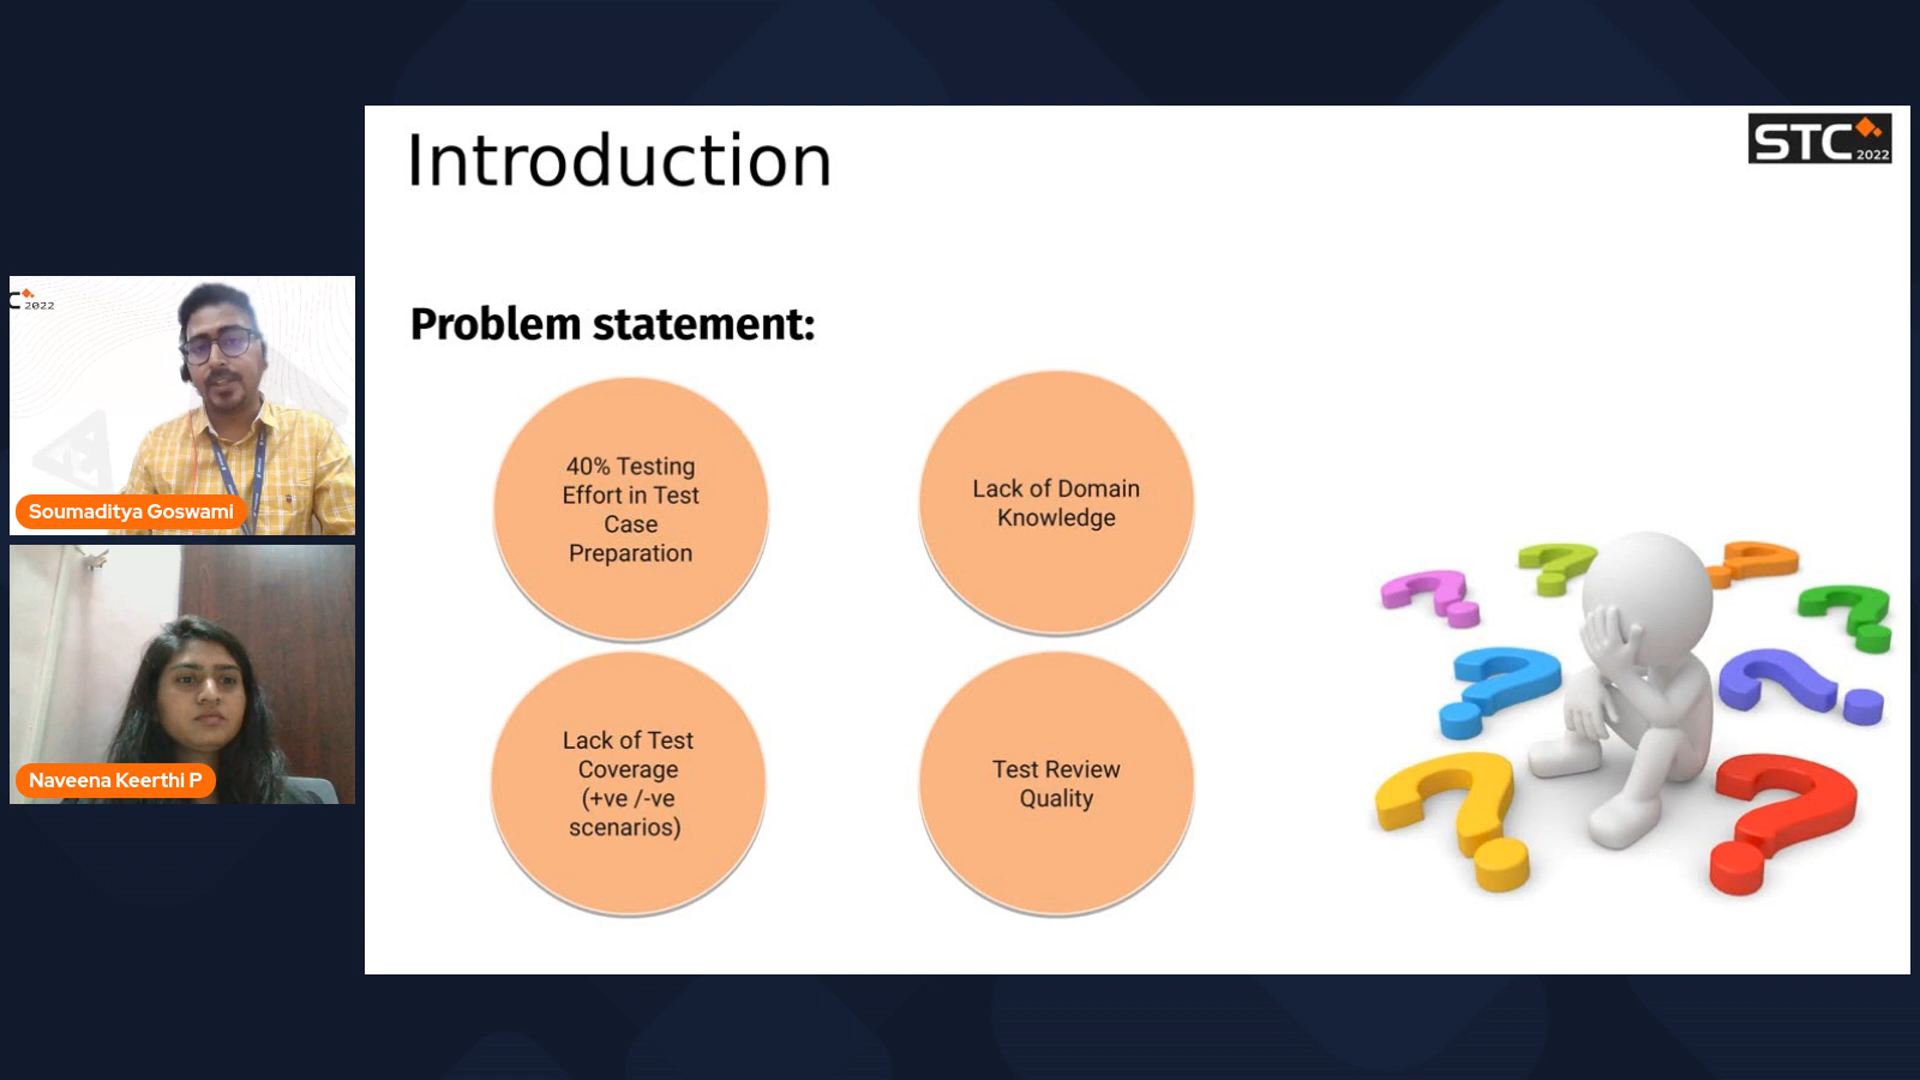 Introduction
STC 2022
Problem statement:
40% Testing
Effort in Test
Case
Preparation
Lack of Domain
Knowledge
Lack of Test
Coverage
(+ve /-ve
scenarios)
Test Review
Quality
C 2022
Soumaditya Goswami
Naveena Keerthi P